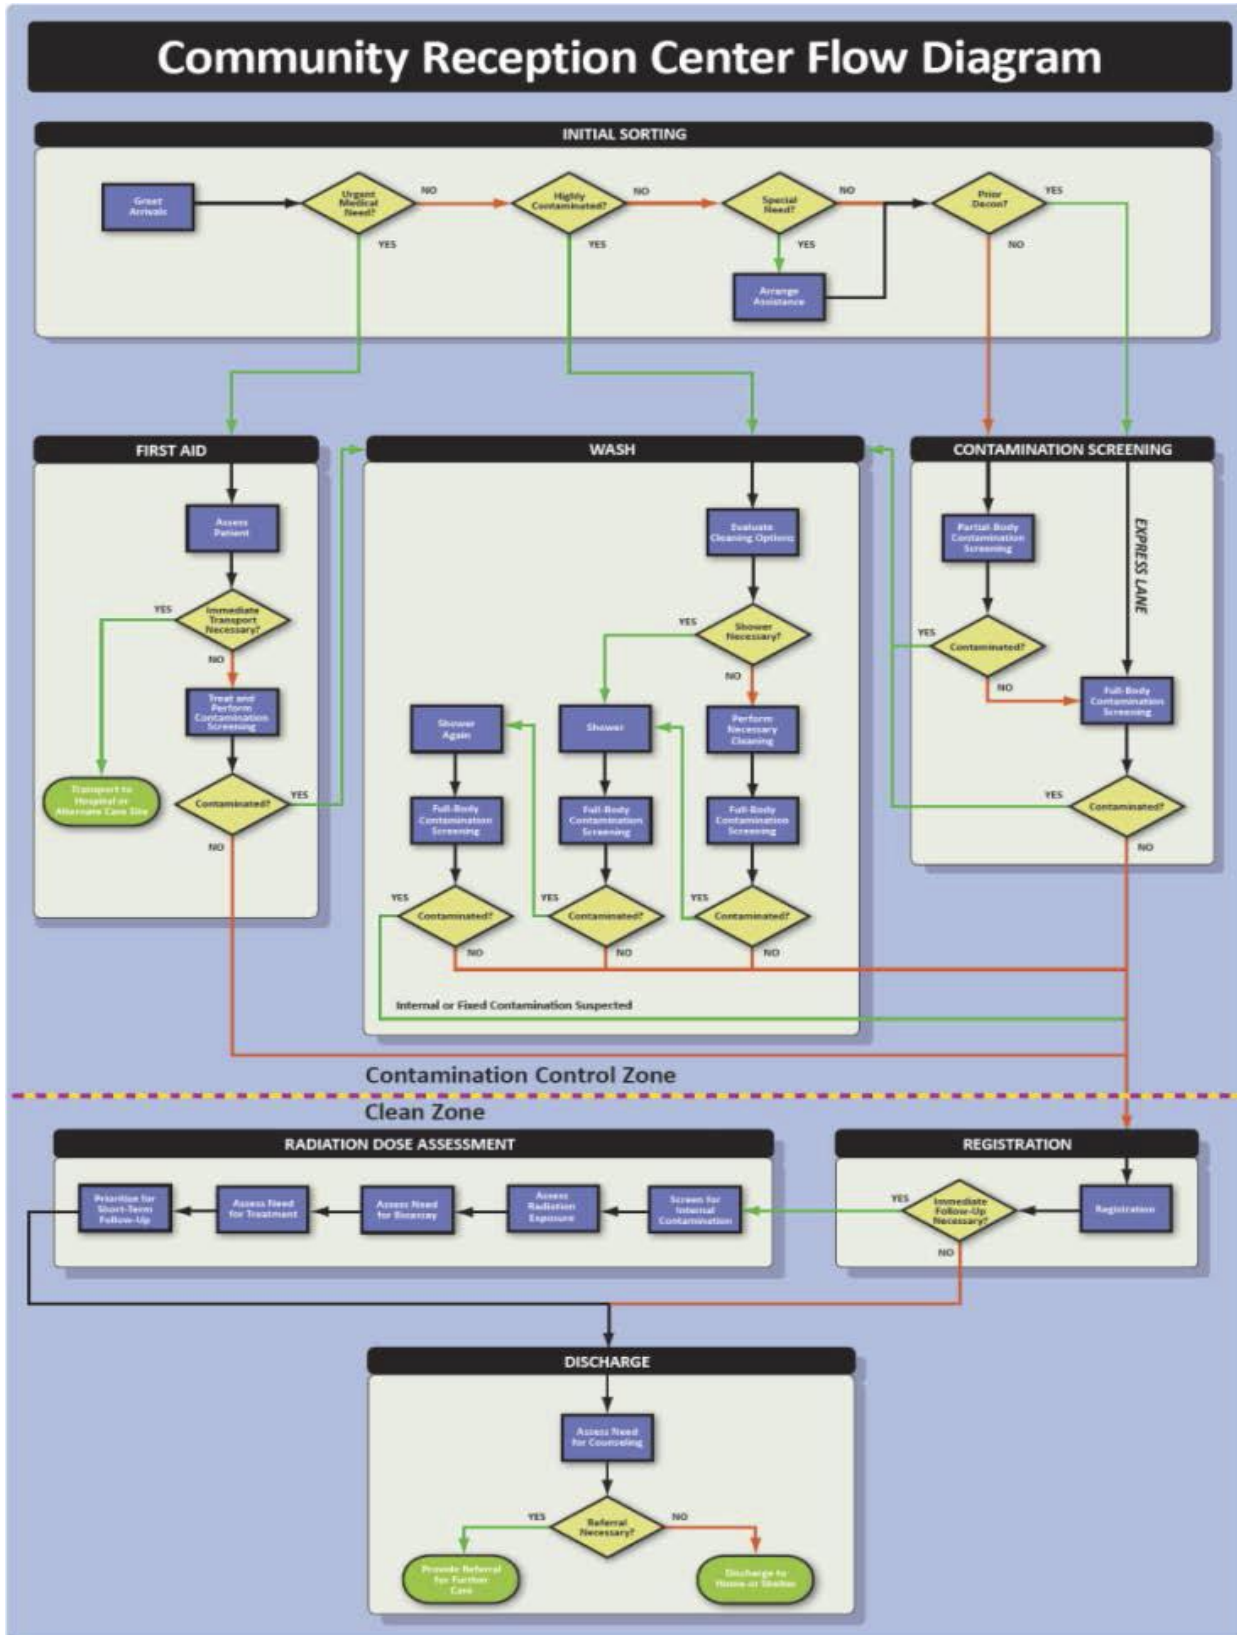 Community Reception Center Flow Diagram
INITIAL SORTING
Greet
Arrivals
Urgent
Medical
Need?
NO
YES
Highly
Contaminated?
NO
YES
Special
Need?
NO
YES
Arrange
Assistance
Prior
Decon?
YES
NO
FIRST AID
Assess
Patient
Immediate
Transport
Necessary?
YES
NO
Treat and
Perform
Contamination
Screening
Transport to
Hospital or
Alternate Care Site
Contaminated?
YES
NO
WASH
Evaluate
Cleaning Options
Shower
Necessary?
YES
NO
Shower
Again
Shower
Perform
Necessary
Cleaning
Full-Body
Contamination
Screening
Full-Body
Contamination
Screening
Full-Body
Contamination
Screening
YES
Contaminated?
NO
YES
Contaminated?
NO
YES
Contaminated?
NO
Internal or Fixed Contamination Suspected
CONTAMINATION SCREENING
Partial-Body
Contamination
Screening
EXPRESS LANE
YES
Contaminated?
NO
Full-Body
Contamination
Screening
YES
Contaminated?
NO
Contamination Control Zone
Clean Zone
RADIATION DOSE ASSESSMENT
Prioritize for
Short-Term
Follow-Up
Assess Need
for Treatment
Assess Need
for Bioassay
Assess
Radiation
Exposure
Screen for
Internal
Contamination
REGISTRATION
YES
Immediate
Follow-Up
Necessary?
NO
Registration
DISCHARGE
Assess Need
for Counseling
YES
Referral
Necessary?
NO
Provide Referral
for Further
Care
Discharge to
Home or Shelter